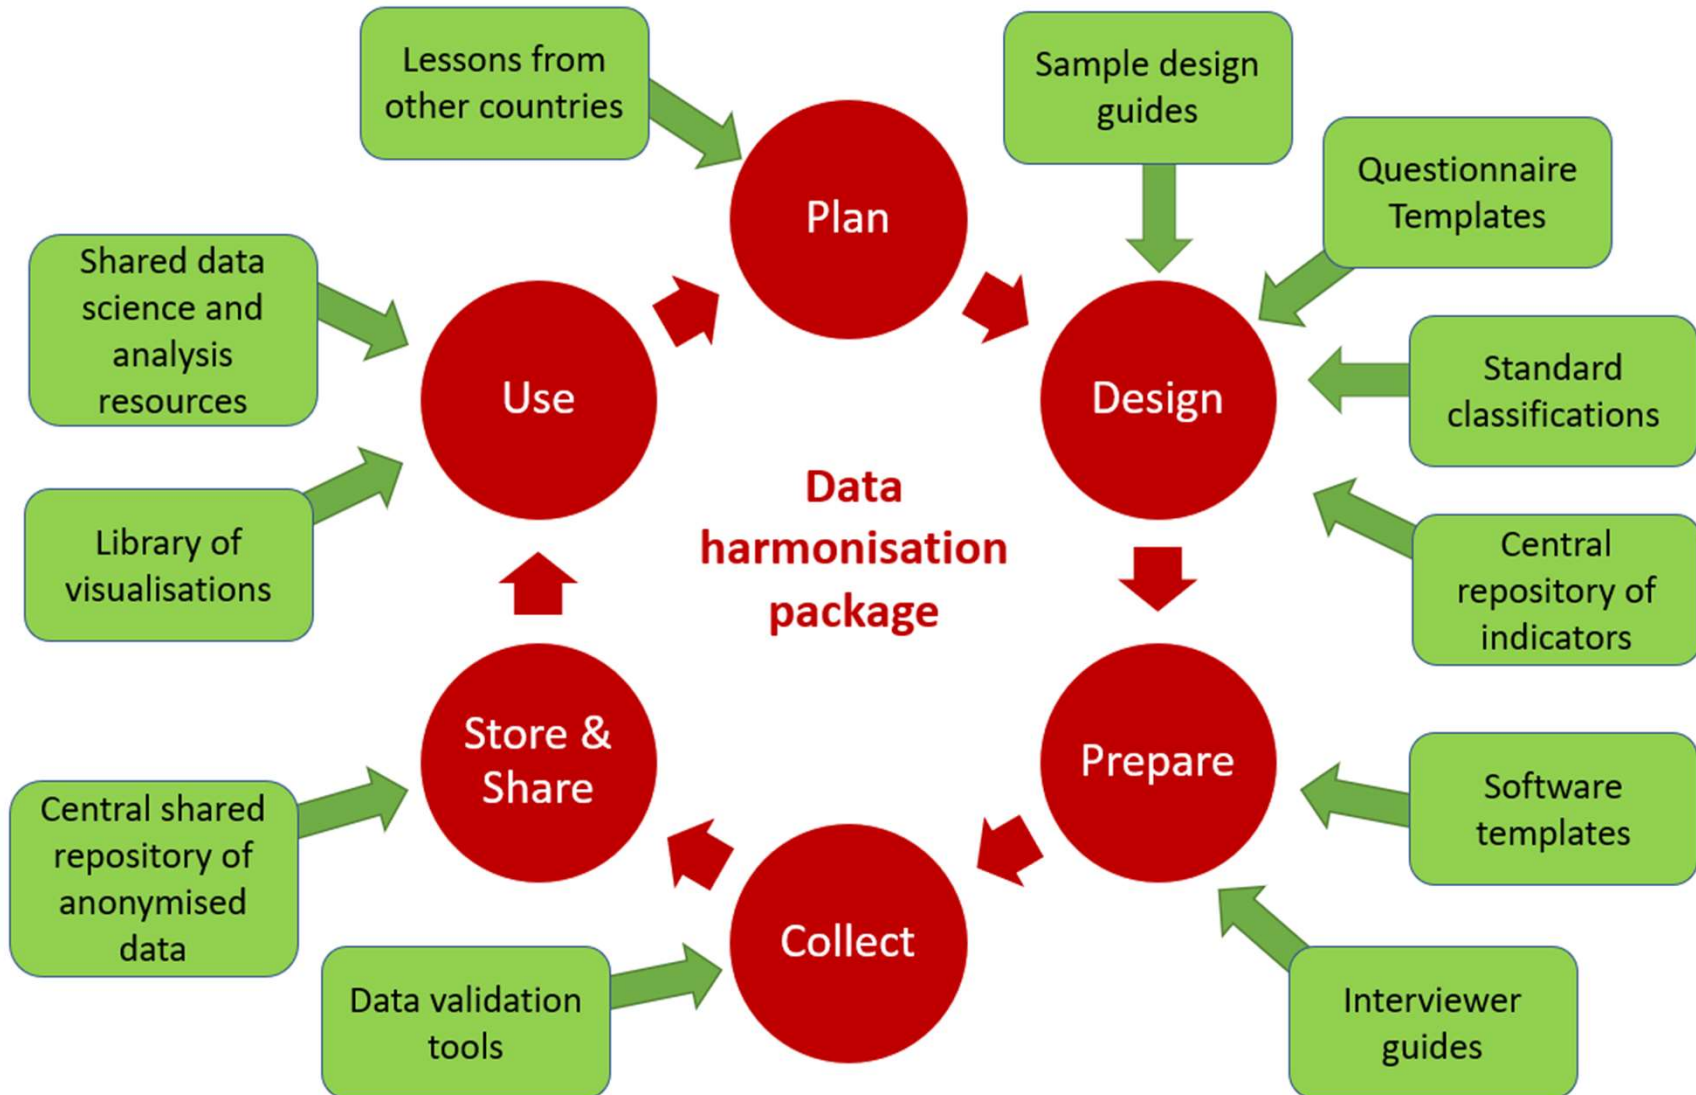 Lessons from
other countries
Sample design
guides
Questionnaire
Templates
Plan
Shared data
science and
analysis
resources
Use
Design
Standard
classifications
Data
harmonisation
package
Library of
visualisations
Central
repository of
indicators
Store &
Share
Prepare
Software
templates
Central shared
repository of
anonymised
data
Collect
Data validation
tools
Interviewer
guides